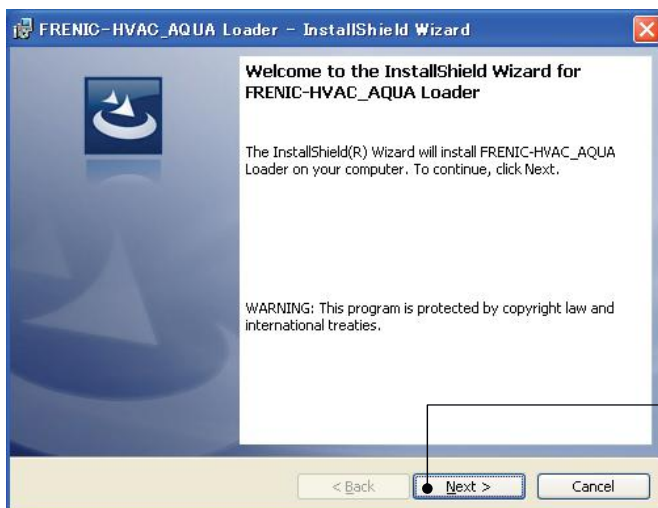 FRENIC-HVAC_AQUA Loader - InstallShield Wizard
Welcome to the InstallShield Wizard for
FRENIC-HVAC_AQUA Loader
The InstallShield(R) Wizard will install FRENIC-HVAC_AQUA
Loader on your computer. To continue, click Next.
WARNING: This program is protected by copyright law and
international treaties.
< Back
Next >
Cancel